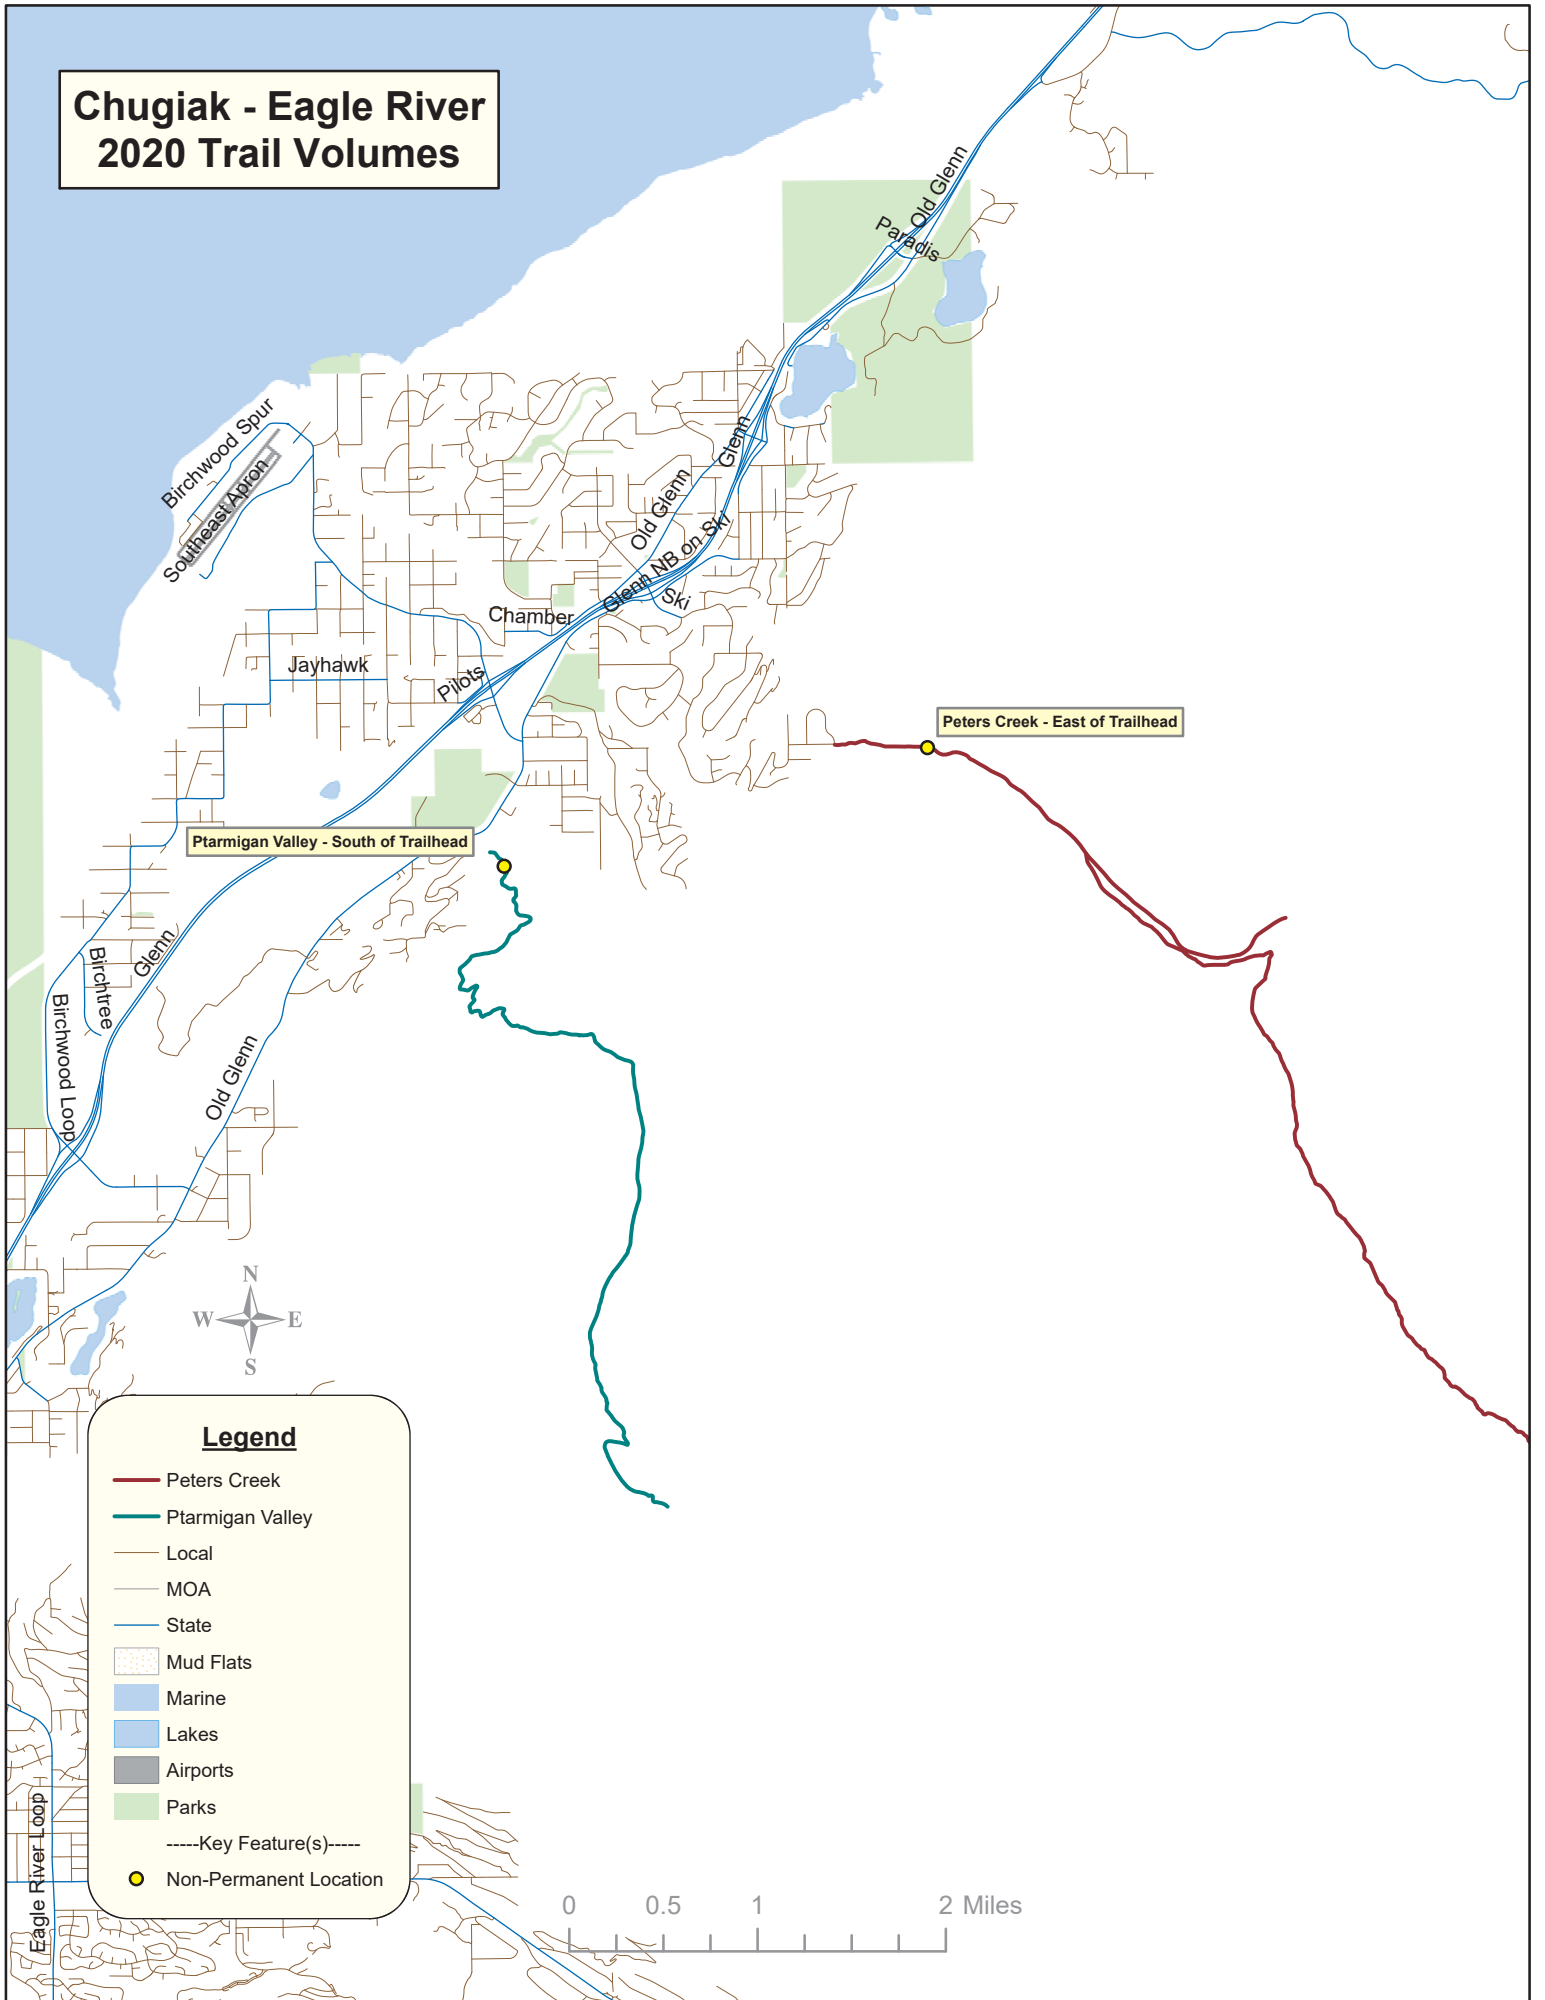 Chugiak - Eagle River
2020 Trail Volumes
Old Glenn
Paradis
Birchwood Spur
Southeast Apron
Glenn
Old Glenn
Glenn NB on Ski
Ski
Chamber
Jayhawk
Pilots
Peters Creek - East of Trailhead
Ptarmigan Valley - South of Trailhead
Glenn
Birchtree
Birchwood Loop
Old Glenn
N
W
E
S
Legend
Peters Creek
Ptarmigan Valley
Local
MOA
State
Mud Flats
Marine
Lakes
Airports
Parks
-----Key Feature(s)-----
Non-Permanent Location
Eagle River Loop
0 0.5 1 2 Miles